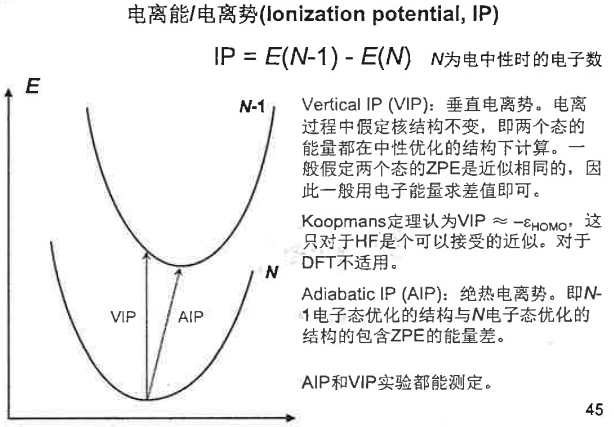 电离能/电离势(Ionization potential, IP)
IP = E(N-1) - E(N) N为电中性时的电子数
E
N-1
Vertical IP (VIP)：垂直电离势。电离
过程中假定核结构不变，即两个态的
能量都在中性优化的结构下计算。一
般假定两个态的ZPE是近似相同的，因
此一般用电子能量求差值即可。
Koopmans定理认为VIP ≈ −εHOMO，这
只对于HF是个可以接受的近似。对于
DFT不适用。
N
VIP
AIP
Adiabatic IP (AIP)：绝热电离势。即N-
1电子态优化的结构与N电子态优化的
结构的包含ZPE的能量差。
AIP和VIP实验都能测定。
45